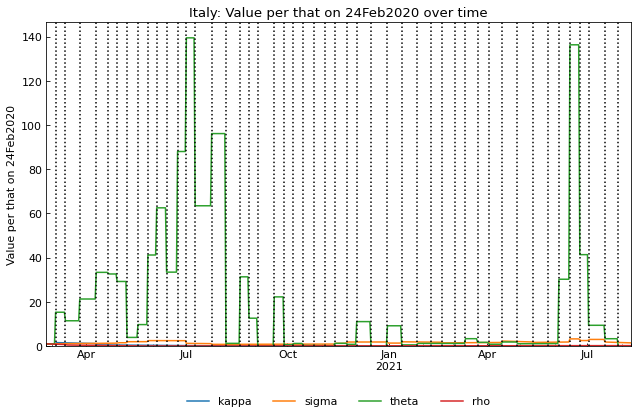 Italy: Value per that on 24Feb2020 over time
Value per that on 24Feb2020
140
120
100
80
60
40
20
0
Apr Jul Oct Jan Apr Jul
2021
kappa sigma theta rho